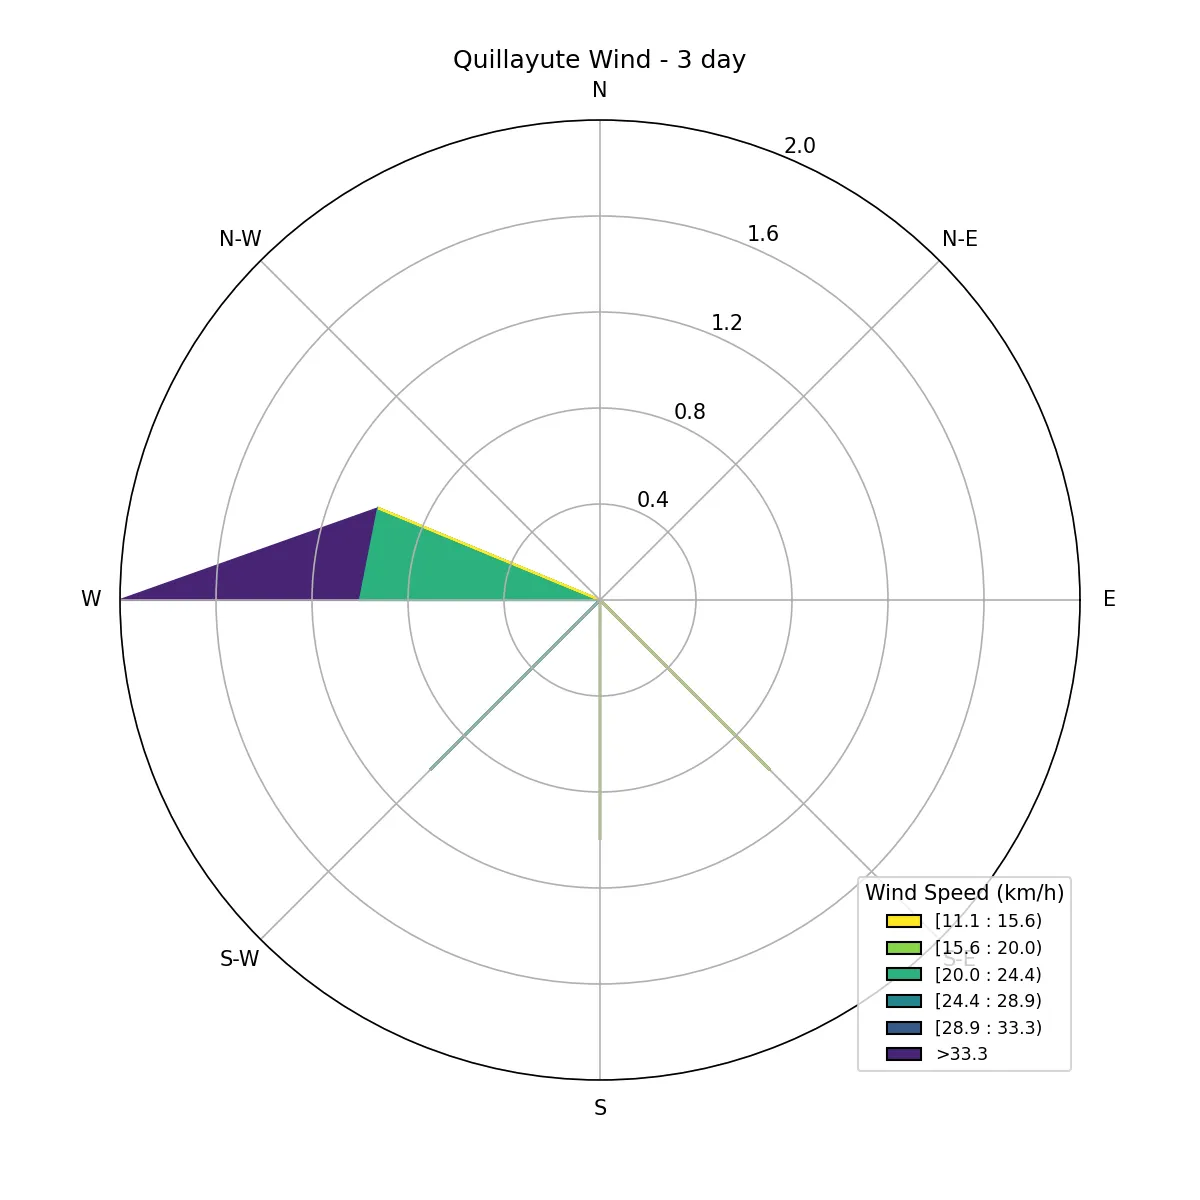 Quillayute Wind - 3 day
N
2.0
N-W
1.6
N-E
1.2
0.8
0.4
W
E
S-W
S-E
S
Wind Speed (km/h)
[11.1 : 15.6)
[15.6 : 20.0)
[20.0 : 24.4)
[24.4 : 28.9)
[28.9 : 33.3)
>33.3